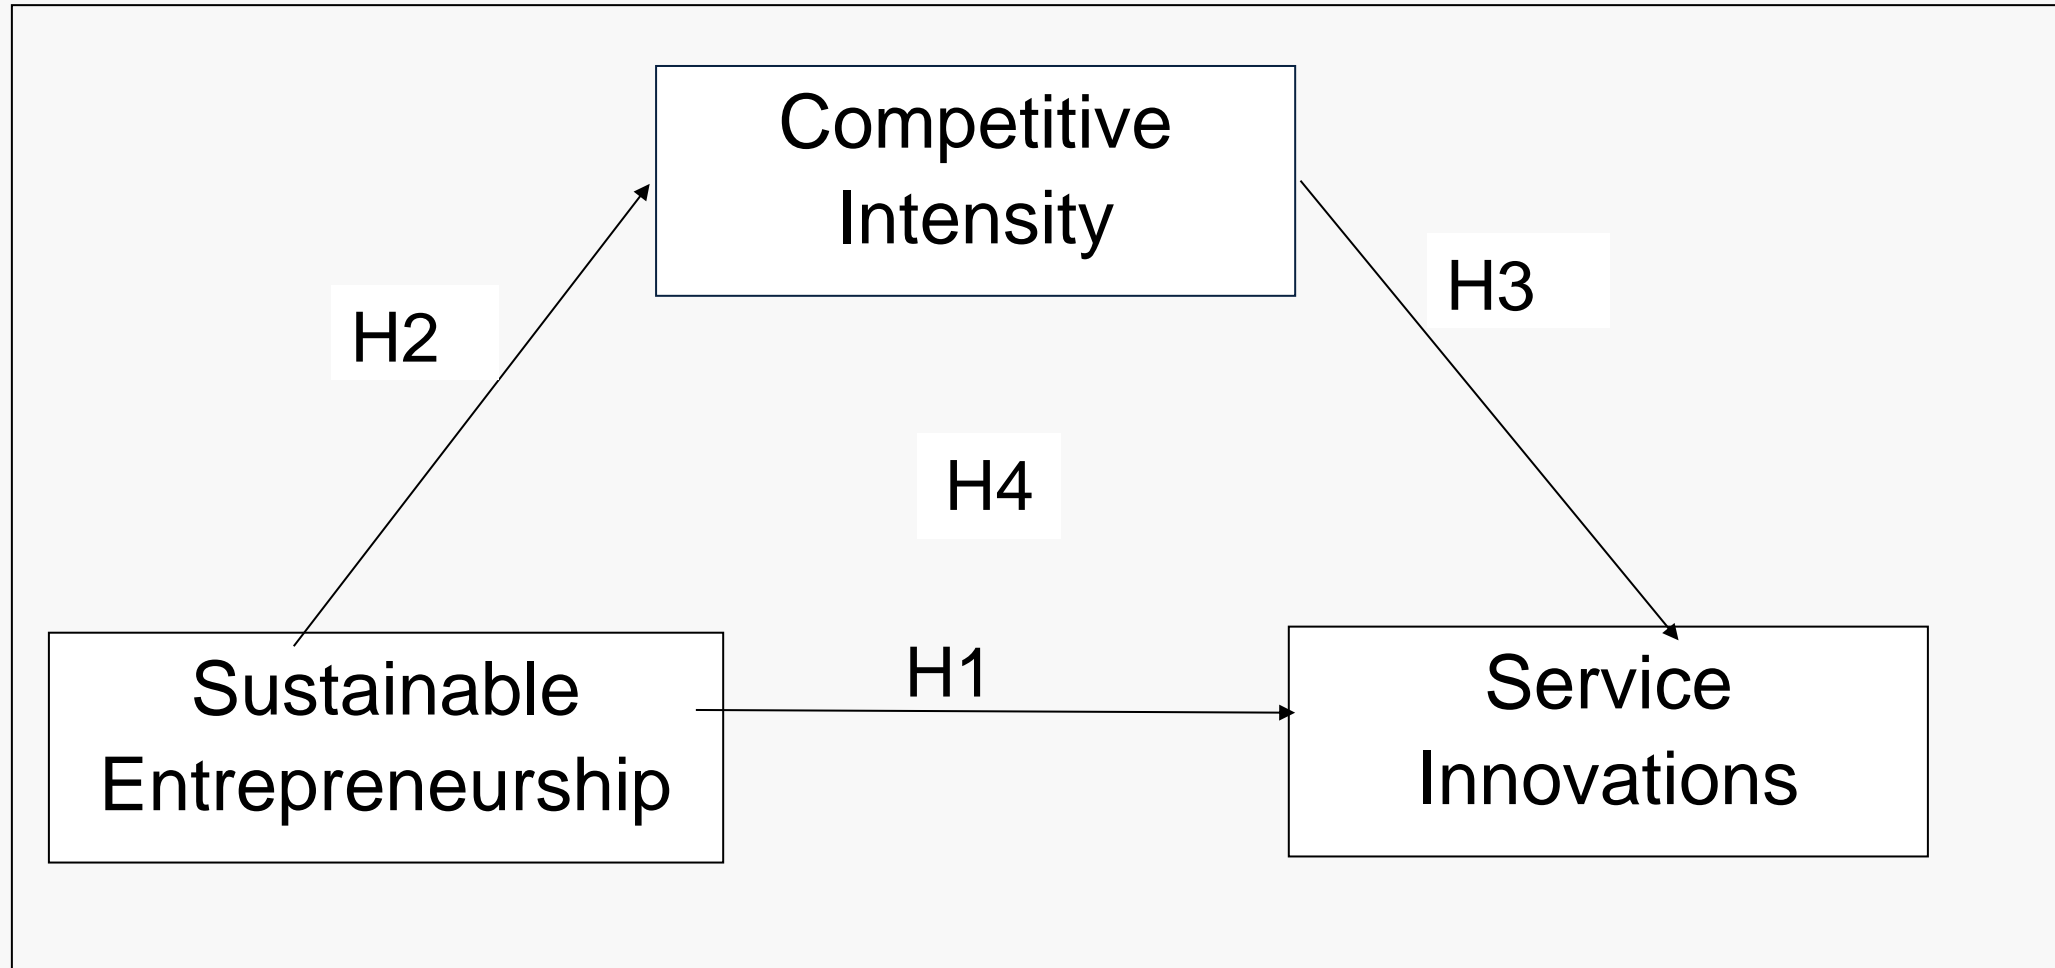 Competitive
Intensity
H3
H2
H4
H1
Sustainable
Entrepreneurship
Service
Innovations